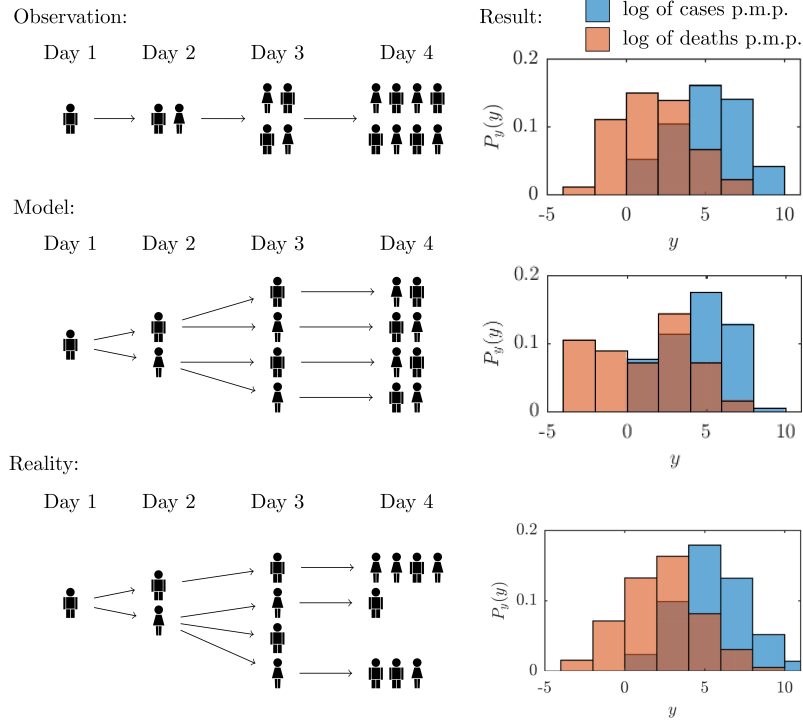 Observation:
Day 1 Day 2 Day 3 Day 4
Result:
log of cases p.m.p.
log of deaths p.m.p.
0.2
0.1
0
P_y(y)
-5 0 5 10
y
Model:
Day 1 Day 2 Day 3 Day 4
0.2
0.1
0
P_y(y)
-5 0 5 10
y
Reality:
Day 1 Day 2 Day 3 Day 4
0.2
0.1
0
P_y(y)
-5 0 5 10
y